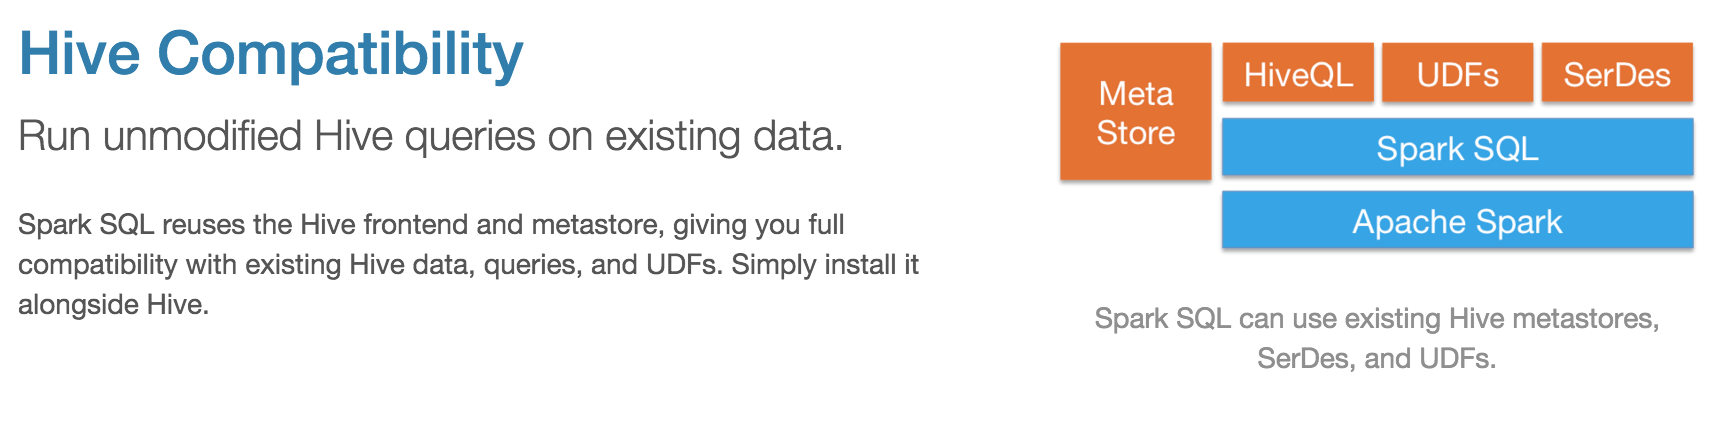 Hive Compatibility
Run unmodified Hive queries on existing data.
Spark SQL reuses the Hive frontend and metastore, giving you full
compatibility with existing Hive data, queries, and UDFs. Simply install it
alongside Hive.
Meta
Store
HiveQL
UDFs
SerDes
Spark SQL
Apache Spark
Spark SQL can use existing Hive metastores,
SerDes, and UDFs.